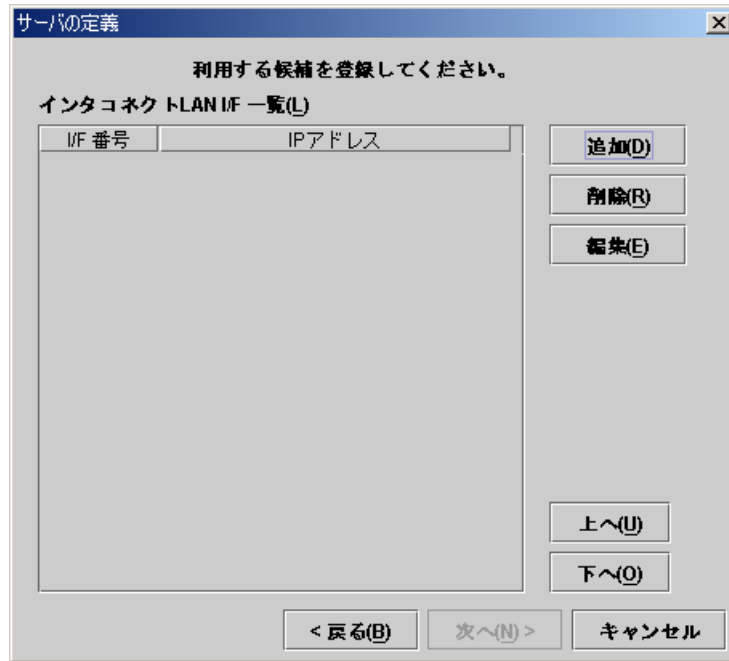 サーバの定義
利用する候補を登録してください。
インタコネクトLAN I/F 一覧(L)
I/F 番号 IPアドレス
追加(D)
削除(R)
編集(E)
上へ(U)
下へ(O)
< 戻る(B) 次へ(N) > キャンセル